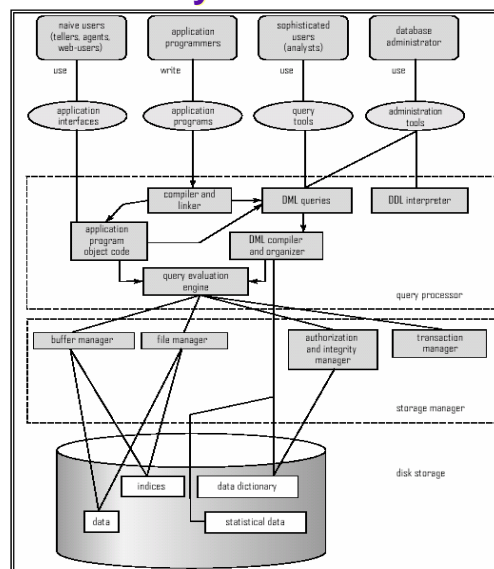 naive users
(tellers, agents,
web-users)
application
programmers
sophisticated
users
(analysts)
database
administrator
use
write
use
use
application
interfaces
application
programs
query
tools
administration
tools
compiler and
linker
DML queries
DDL interpreter
application
program
object code
DML compiler
and organizer
query evaluation
engine
query processor
buffer manager
file manager
authorization
and integrity
manager
transaction
manager
storage manager
disk storage
indices
data dictionary
data
statistical data